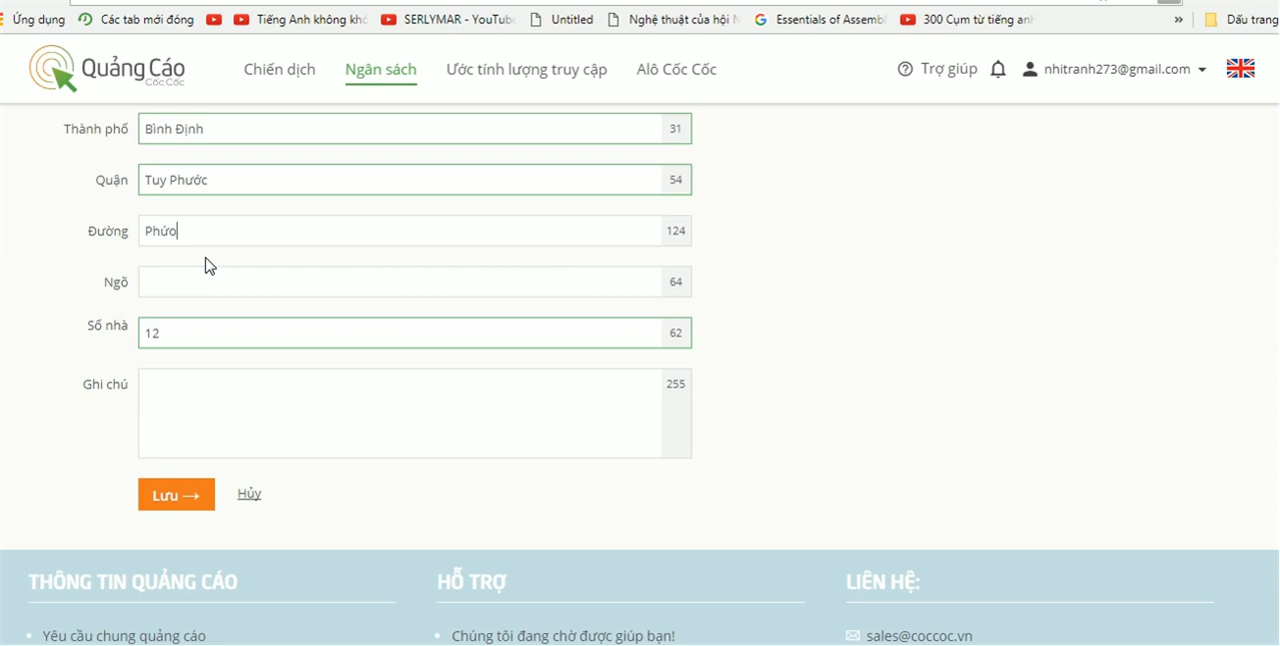 Ứng dụng Các tab mới đóng Tiếng Anh không khó SERLYMAR - YouTube Untitled Nghệ thuật của hội Essentials of Assembl 300 Cụm từ tiếng anh » Dấu trang
Quảng Cáo Cốc Cốc Chiến dịch Ngân sách Ước tính lượng truy cập Alô Cốc Cốc Trợ giúp nhitranh273@gmail.com
Thành phố Bình Định 31
Quận Tuy Phước 54
Đường Phứo 124
Ngõ 64
Số nhà 12 62
Ghi chú 255
Lưu → Hủy
THÔNG TIN QUẢNG CÁO HỖ TRỢ LIÊN HỆ:
• Yêu cầu chung quảng cáo • Chúng tôi đang chờ được giúp bạn! sales@coccoc.vn